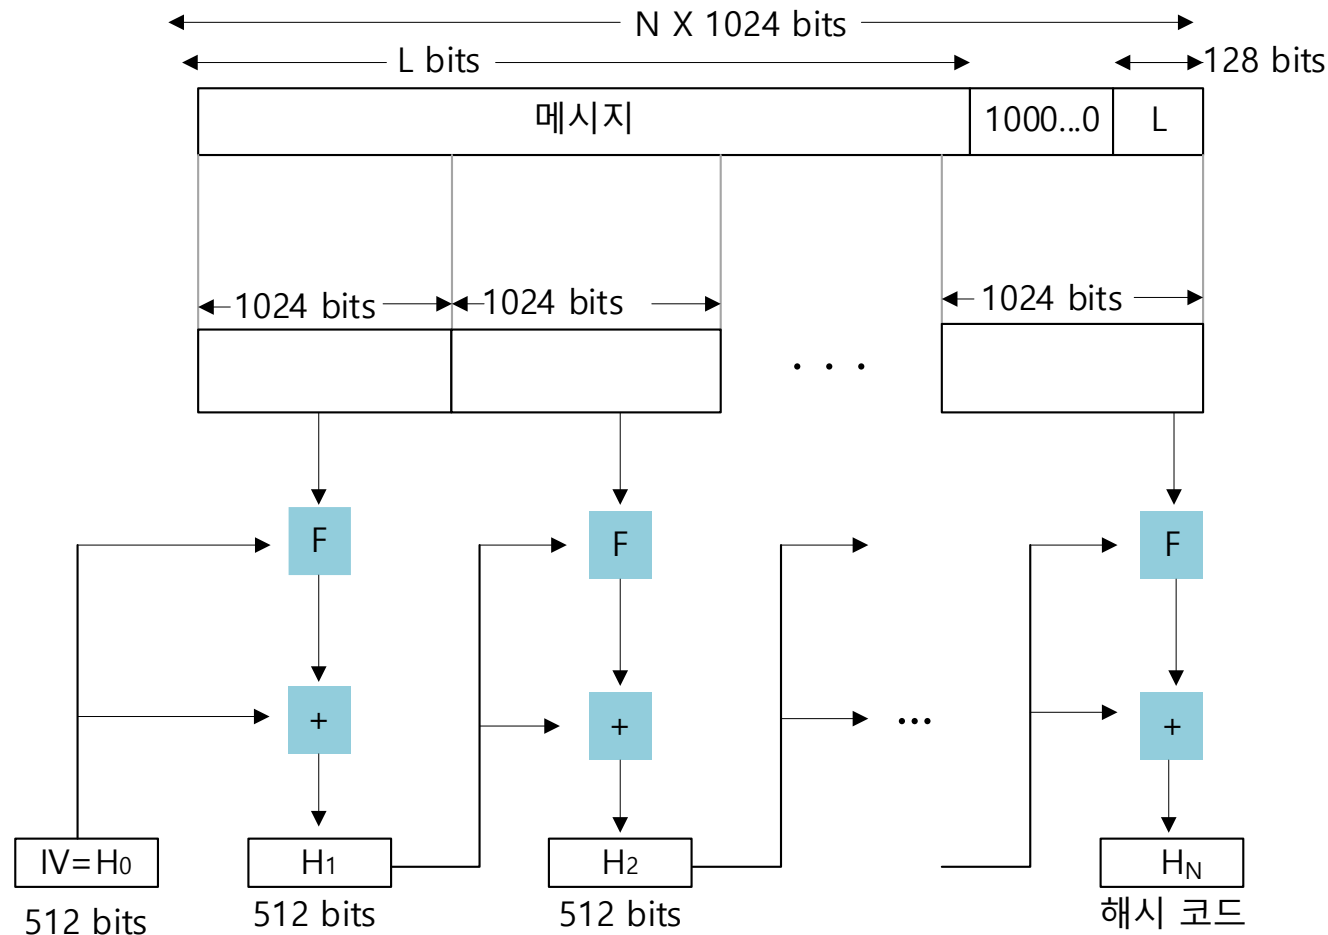 N X 1024 bits
L bits
128 bits
메시지
1000...0
L
1024 bits
1024 bits
1024 bits
. . .
F
F
F
+
+
...
+
IV=H0
H1
H2
HN
512 bits
512 bits
512 bits
해시 코드